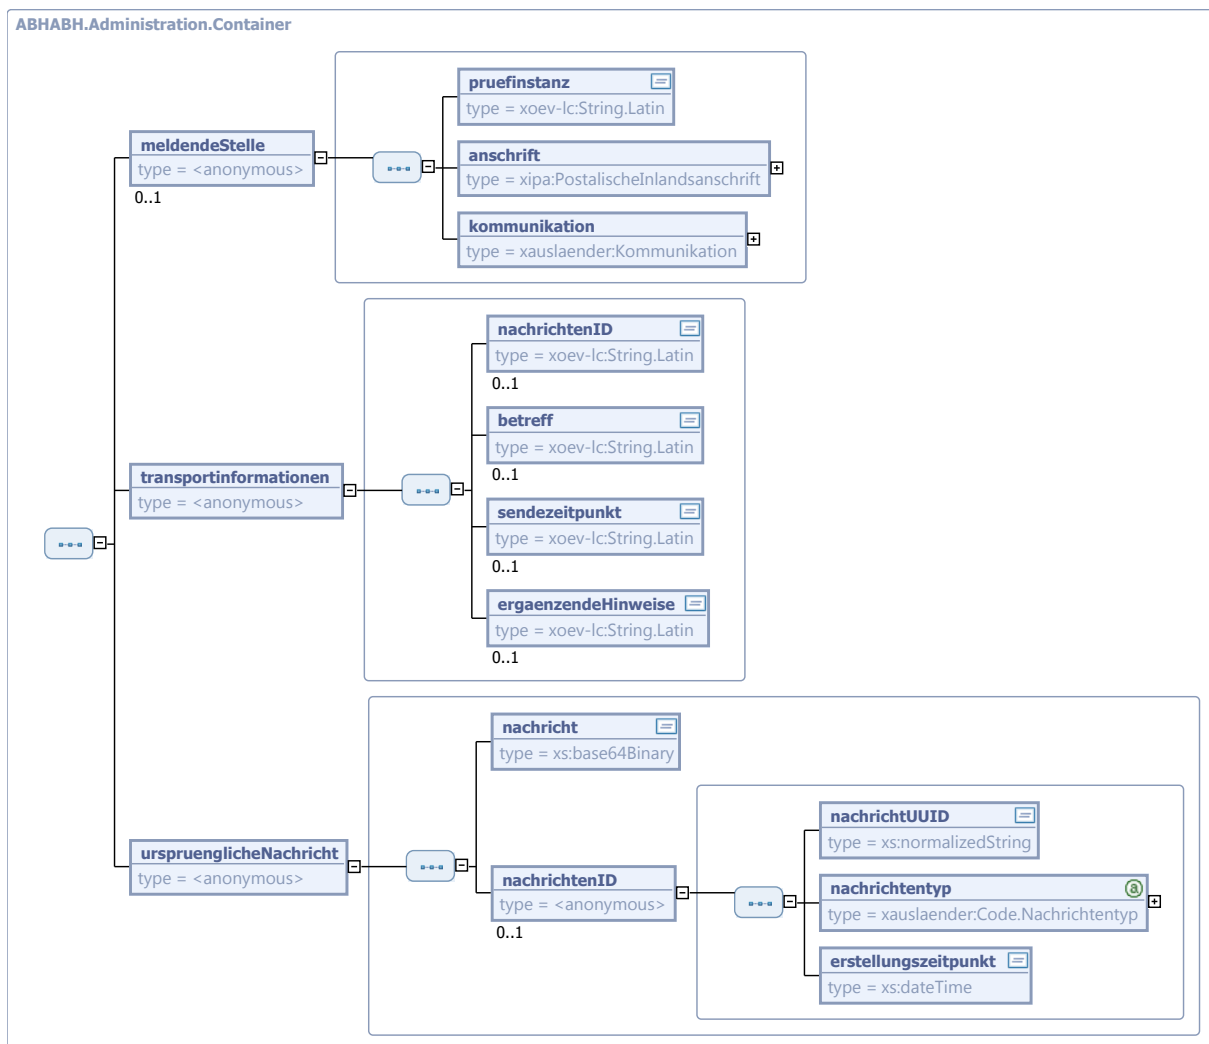 ABHABH.Administration.Container
pruefinstanz
type = xoev-lc:String.Latin
meldendeStelle
type = <anonymous>
0..1
anschrift
type = xipa:PostalischeInlandsanschrift
kommunikation
type = xauslaender:Kommunikation
nachrichtenID
type = xoev-lc:String.Latin
0..1
betreff
type = xoev-lc:String.Latin
0..1
transportinformationen
type = <anonymous>
sendezeitpunkt
type = xoev-lc:String.Latin
0..1
ergaenzendeHinweise
type = xoev-lc:String.Latin
0..1
nachricht
type = xs:base64Binary
urspruenglicheNachricht
type = <anonymous>
nachrichtenID
type = <anonymous>
0..1
nachrichtUUID
type = xs:normalizedString
nachrichtentyp
a
type = xauslaender:Code.Nachrichtentyp
erstellungszeitpunkt
type = xs:dateTime